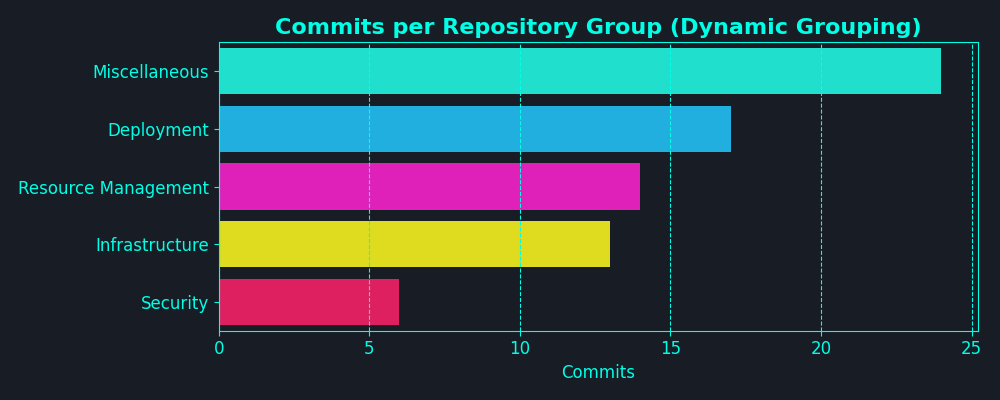 Commits per Repository Group (Dynamic Grouping)
Miscellaneous
Deployment
Resource Management
Infrastructure
Security
0 5 10 15 20 25
Commits